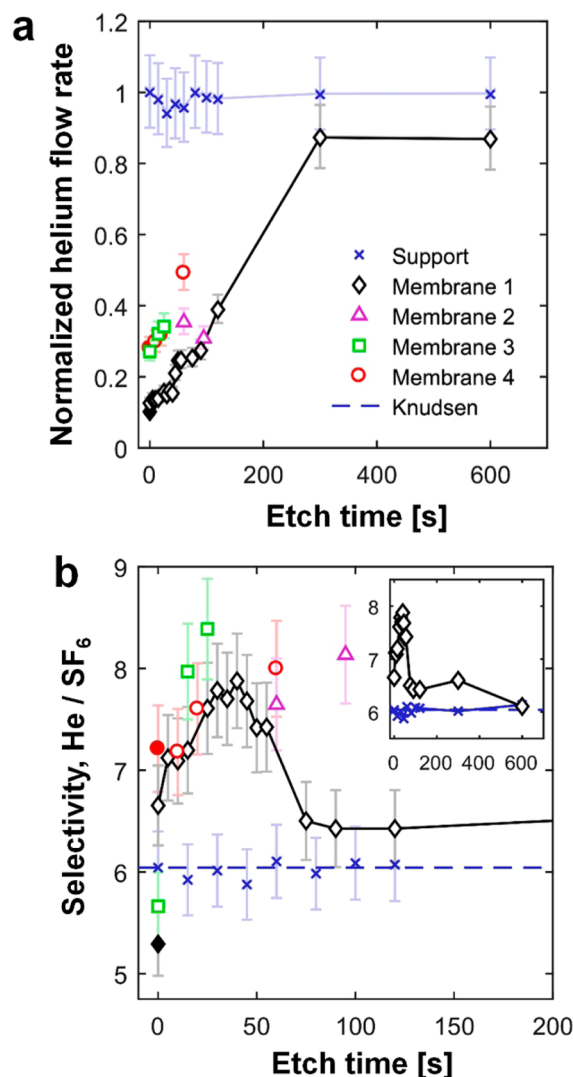 a
Normalized helium flow rate
1.2
1
0.8
0.6
0.4
0.2
0
0
200
400
600
Etch time [s]
Support
Membrane 1
Membrane 2
Membrane 3
Membrane 4
Knudsen
b
Selectivity, He / SF6
9
8
7
6
5
0
50
100
150
200
Etch time [s]
8
7
6
0
200
400
600